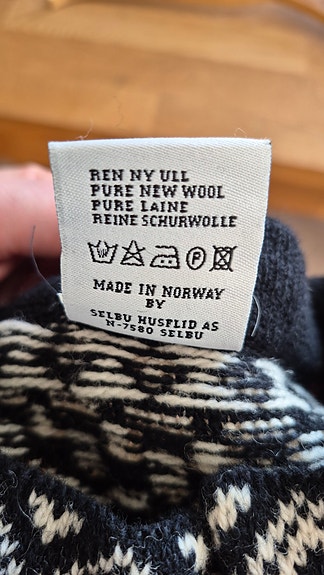 REN NY ULL
PURE NEW WOOL
PURE LAINE
REINE SCHURWOLLE
P
MADE IN NORWAY
BY
SELBU HUSFLID AS
N-7580 SELBU